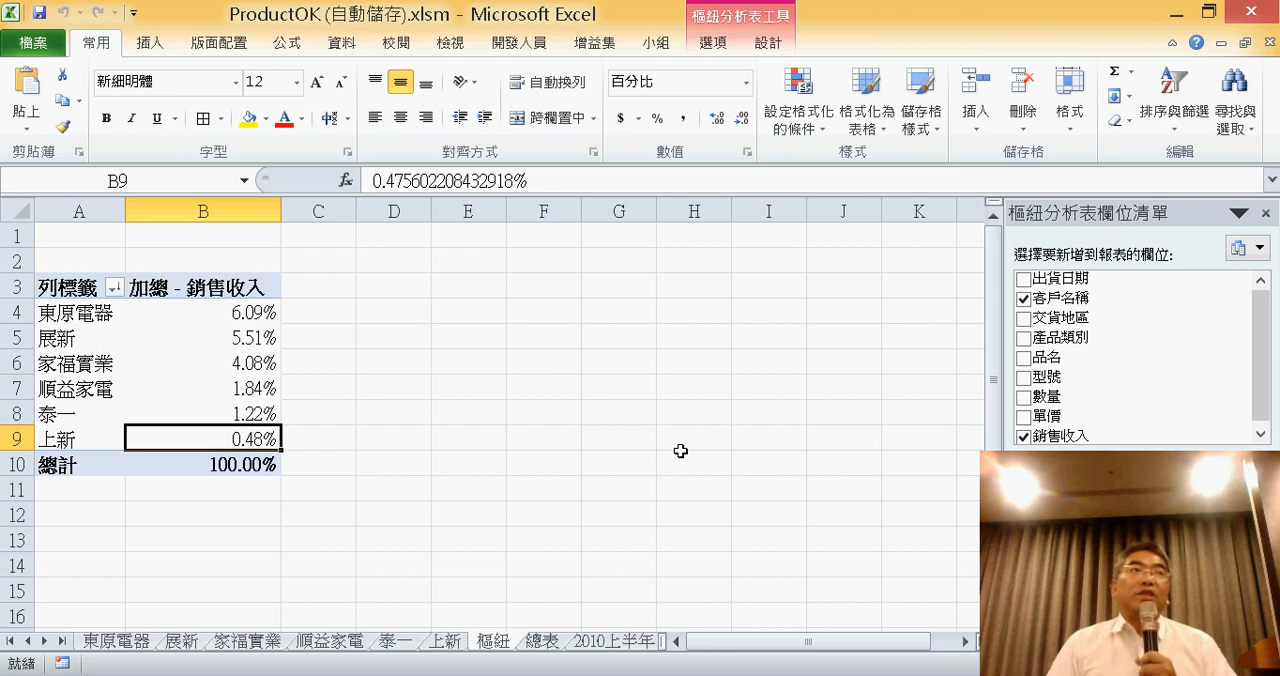 ProductOK (自動儲存).xlsm - Microsoft Excel
樞紐分析表工具
檔案 常用 插入 版面配置 公式 資料 校閱 檢視 開發人員 增益集 小組 選項 設計
貼上
剪貼簿
新細明體 12
B I U A 中
字型
自動換列
跨欄置中
對齊方式
百分比
$ % ,
數值
設定格式化的條件
格式化為表格
儲存格樣式
樣式
插入 刪除 格式
儲存格
Σ
排序與篩選
尋找與選取
編輯
B9 fx 0.475602208432918%
A B C D E F G H I J K
1
2
3 列標籤 加總 - 銷售收入
4 東原電器 6.09%
5 展新 5.51%
6 家福實業 4.08%
7 順益家電 1.84%
8 泰一 1.22%
9 上新 0.48%
10 總計 100.00%
11
12
13
14
15
16
樞紐分析表欄位清單
選擇要新增到報表的欄位:
出貨日期
客戶名稱
交貨地區
產品類別
品名
型號
數量
單價
銷售收入
東原電器 展新 家福實業 順益家電 泰一 上新 樞紐 總表 2010上半年
就緒